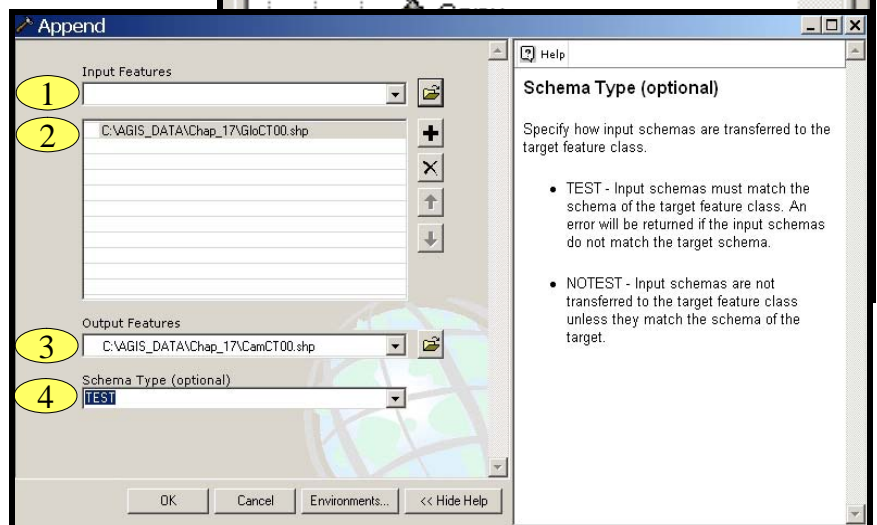 Append
Input Features
1
2
C:\AGIS_DATA\Chap_17\GloCT00.shp
Output Features
3
C:\AGIS_DATA\Chap_17\CamCT00.shp
Schema Type (optional)
4
TEST
OK
Cancel
Environments...
<< Hide Help
Help
Schema Type (optional)
Specify how input schemas are transferred to the
target feature class.
• TEST - Input schemas must match the
schema of the target feature class. An
error will be returned if the input schemas
do not match the target schema.
• NOTEST - Input schemas are not
transferred to the target feature class
unless they match the schema of the
target.